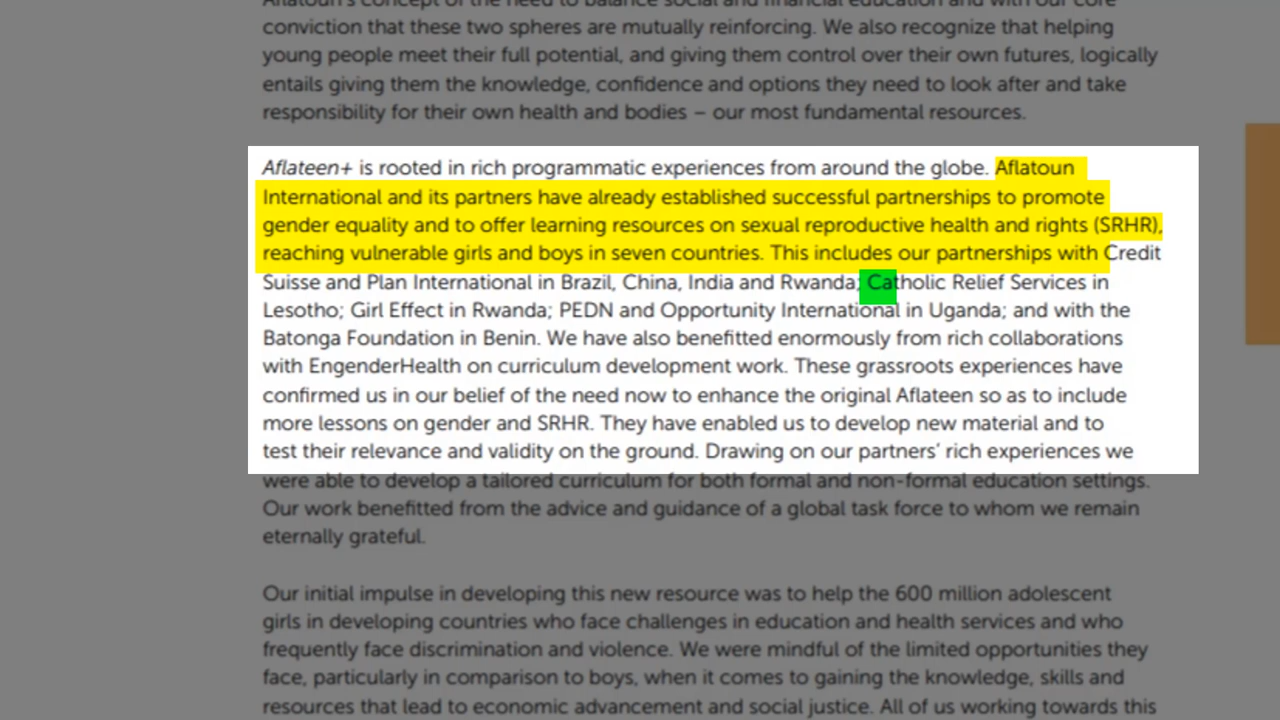 Aflatoun's concept of the need to balance social and financial education and with our core
conviction that these two spheres are mutually reinforcing. We also recognize that helping
young people meet their full potential, and giving them control over their own futures, logically
entails giving them the knowledge, confidence and options they need to look after and take
responsibility for their own health and bodies – our most fundamental resources.
Aflateen+ is rooted in rich programmatic experiences from around the globe. Aflatoun
International and its partners have already established successful partnerships to promote
gender equality and to offer learning resources on sexual reproductive health and rights (SRHR),
reaching vulnerable girls and boys in seven countries. This includes our partnerships with Credit
Suisse and Plan International in Brazil, China, India and Rwanda; Catholic Relief Services in
Lesotho; Girl Effect in Rwanda; PEDN and Opportunity International in Uganda; and with the
Batonga Foundation in Benin. We have also benefitted enormously from rich collaborations
with EngenderHealth on curriculum development work. These grassroots experiences have
confirmed us in our belief of the need now to enhance the original Aflateen so as to include
more lessons on gender and SRHR. They have enabled us to develop new material and to
test their relevance and validity on the ground. Drawing on our partners' rich experiences we
were able to develop a tailored curriculum for both formal and non-formal education settings.
Our work benefitted from the advice and guidance of a global task force to whom we remain
eternally grateful.
Our initial impulse in developing this new resource was to help the 600 million adolescent
girls in developing countries who face challenges in education and health services and who
frequently face discrimination and violence. We were mindful of the limited opportunities they
face, particularly in comparison to boys, when it comes to gaining the knowledge, skills and
resources that lead to economic advancement and social justice. All of us working towards this